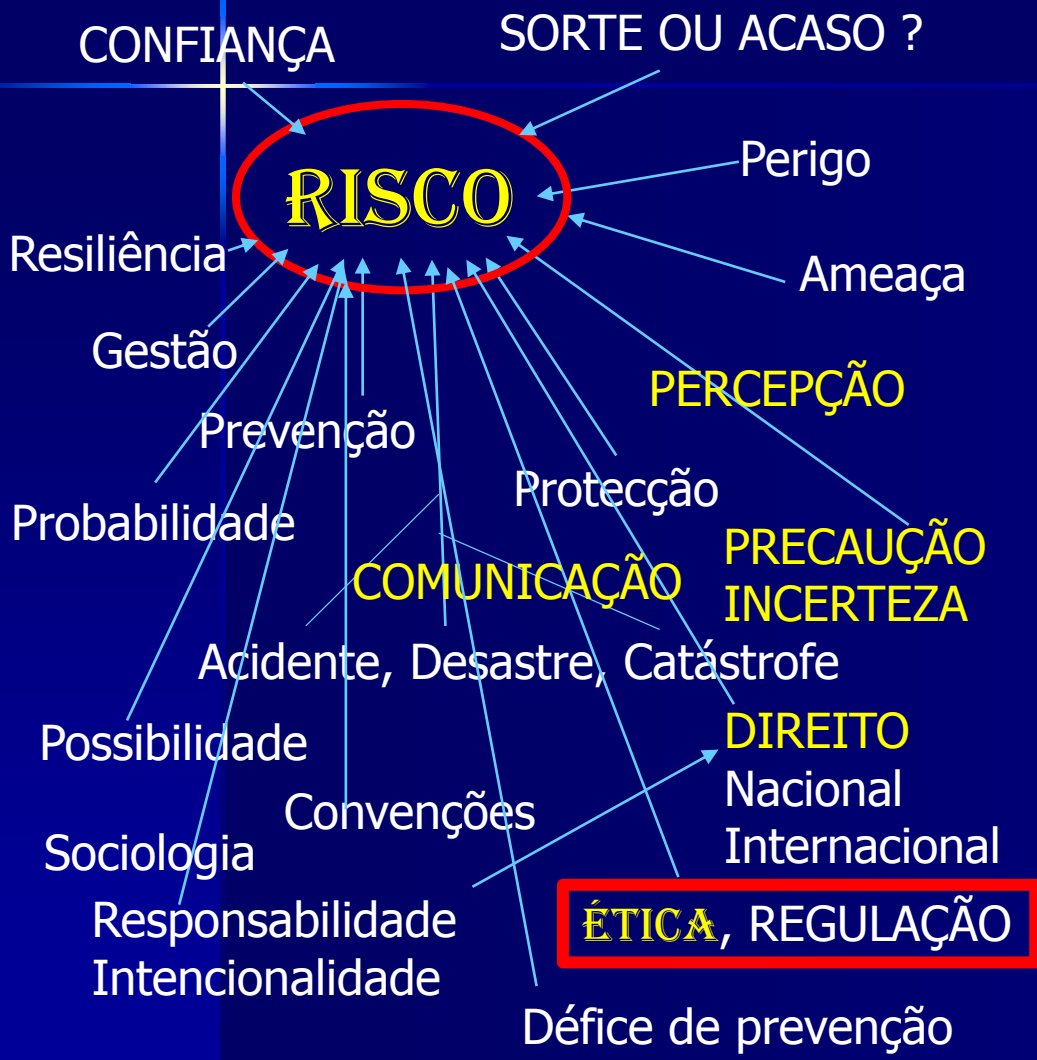 CONFIANÇA
SORTE OU ACASO ?
RISCO
Perigo
Resiliência
Ameaça
Gestão
PERCEPÇÃO
Prevenção
Protecção
Probabilidade
PRECAUÇÃO
INCERTEZA
COMUNICAÇÃO
Acidente, Desastre, Catástrofe
Possibilidade
DIREITO
Nacional
Internacional
Convenções
Sociologia
Responsabilidade
Intencionalidade
ÉTICA, REGULAÇÃO
Défice de prevenção